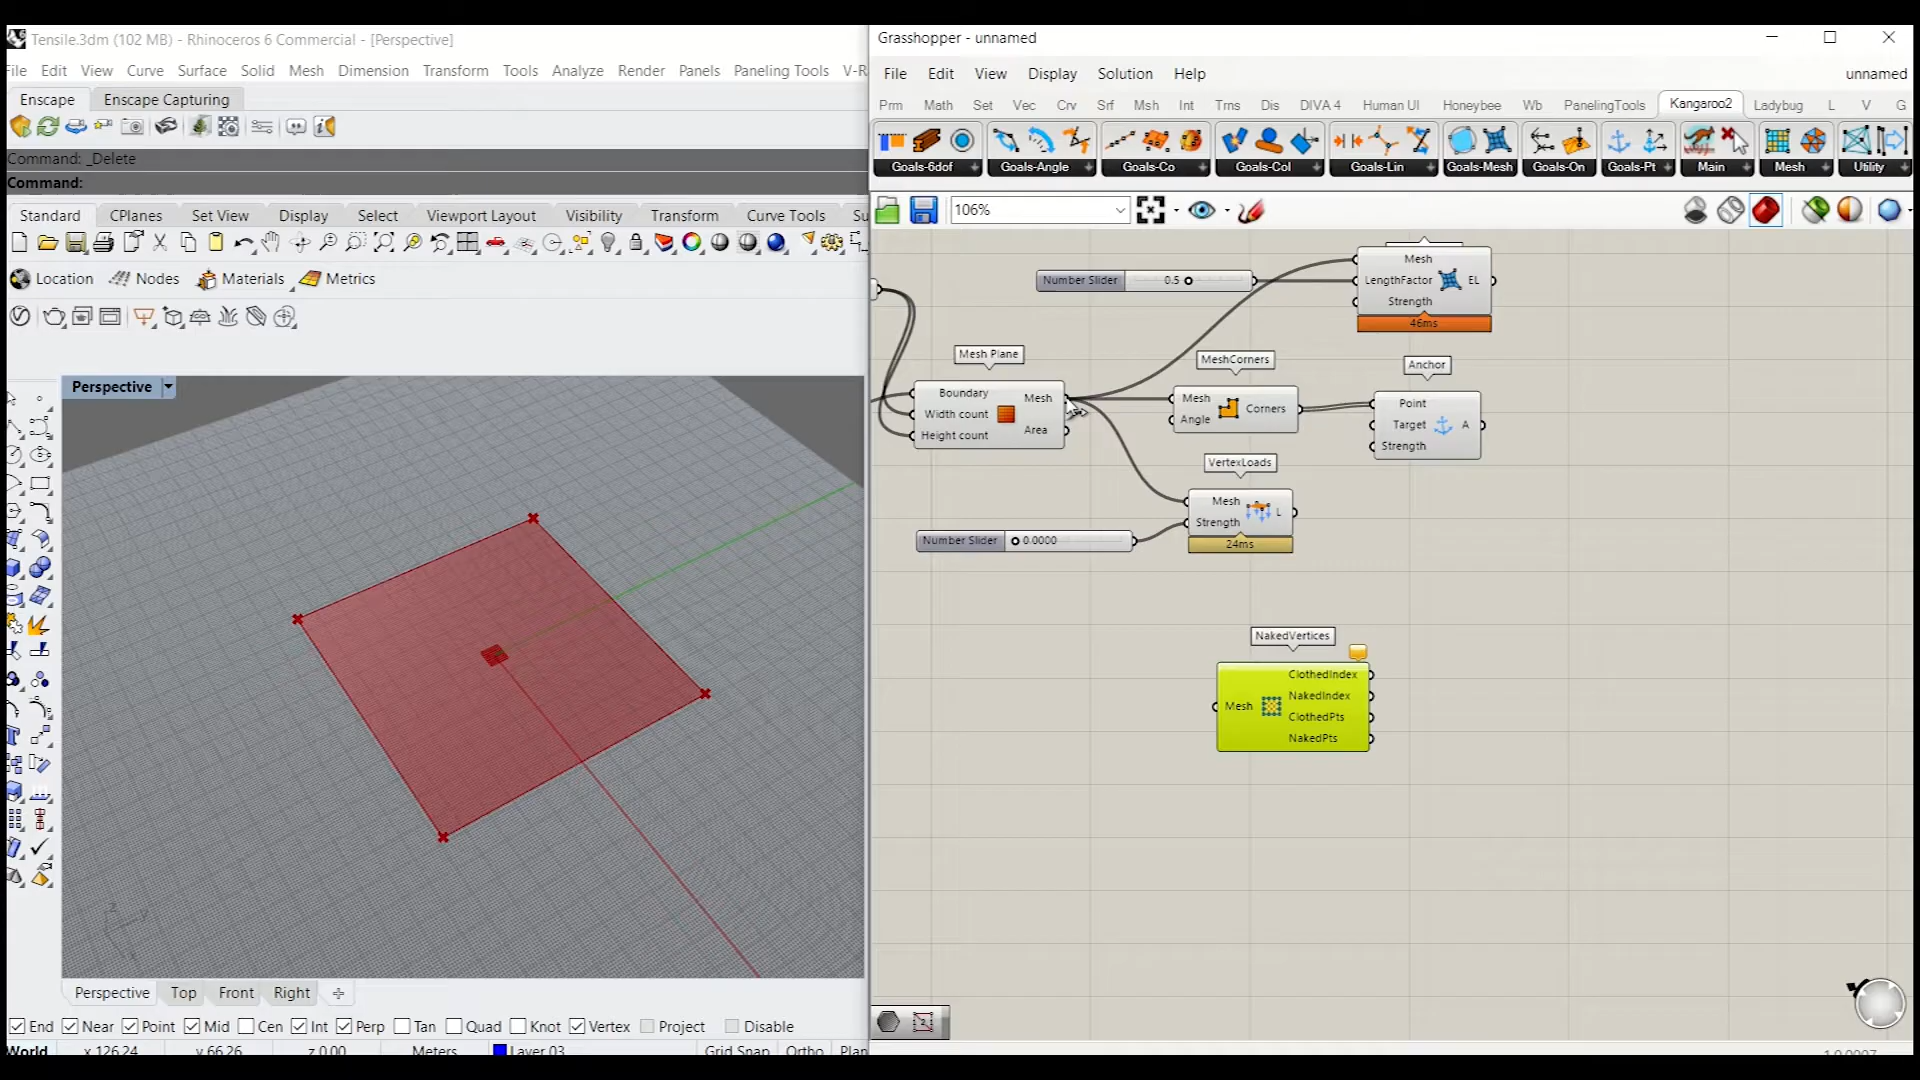 Tensile.3dm (102 MB) - Rhinoceros 6 Commercial - [Perspective]
File Edit View Curve Surface Solid Mesh Dimension Transform Tools Analyze Render Panels Paneling Tools V-R
Enscape Enscape Capturing
Command: _Delete
Command:
Standard CPlanes Set View Display Select Viewport Layout Visibility Transform Curve Tools Su
Location Nodes Materials Metrics
Perspective
z
y
x
Perspective Top Front Right
End Near Point Mid Cen Int Perp Tan Quad Knot Vertex Project Disable
World x 126.24 y 66.26 z 0.00 Meters Layer 03 Grid Snap Ortho Plan
Grasshopper - unnamed
File Edit View Display Solution Help unnamed
Prm Math Set Vec Crv Srf Msh Int Trns Dis DIVA 4 Human UI Honeybee Wb PanelingTools Kangaroo2 Ladybug L V G
Goals-6dof Goals-Angle Goals-Co Goals-Col Goals-Lin Goals-Mesh Goals-On Goals-Pt Main Mesh Utility
106%
Number Slider 0.5
Mesh
LengthFactor EL
Strength
46ms
Mesh Plane
Boundary Mesh
Width count
Height count Area
MeshCorners
Mesh Corners
Angle
Anchor
Point
Target A
Strength
VertexLoads
Mesh L
Strength
24ms
Number Slider 0.0000
NakedVertices
ClothedIndex
NakedIndex
Mesh
ClothedPts
NakedPts
1.0.0007